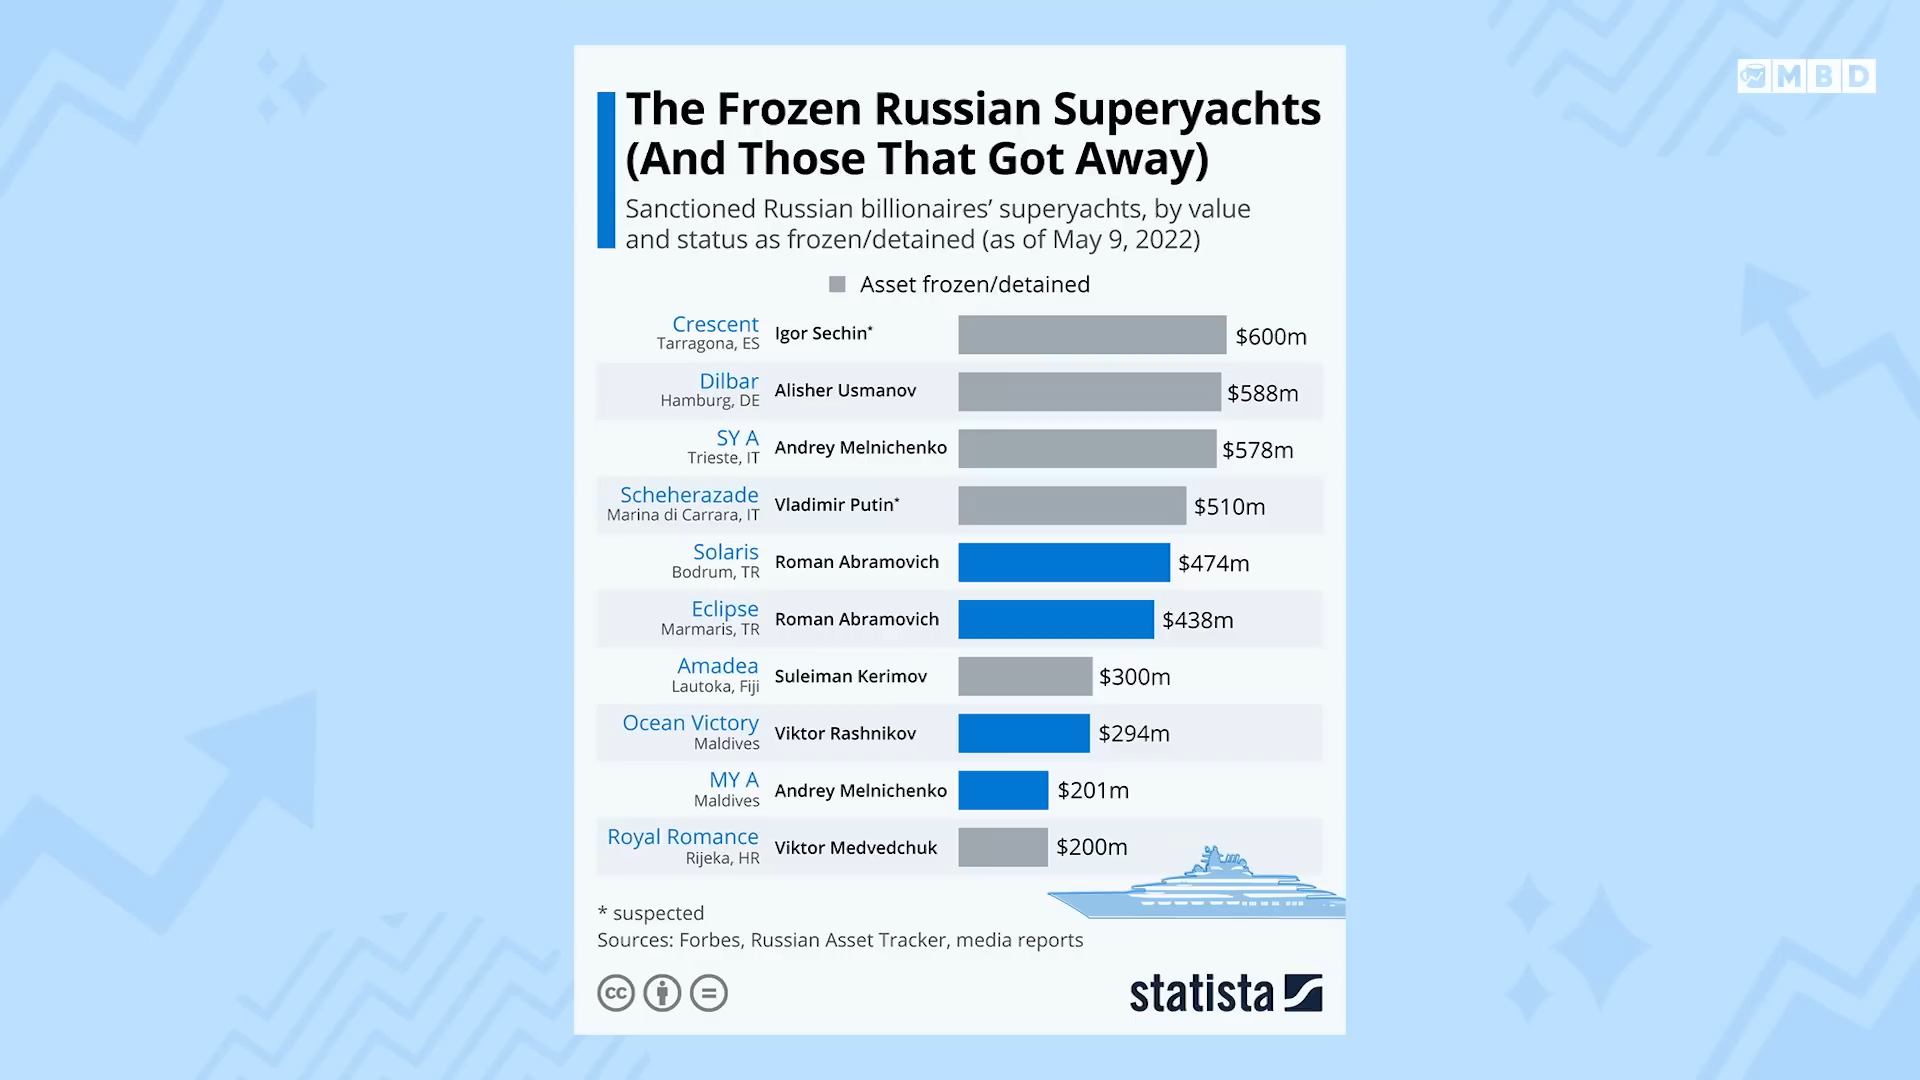 MBD
The Frozen Russian Superyachts
(And Those That Got Away)
Sanctioned Russian billionaires’ superyachts, by value
and status as frozen/detained (as of May 9, 2022)
Asset frozen/detained
Crescent
Tarragona, ES
Igor Sechin*
$600m
Dilbar
Hamburg, DE
Alisher Usmanov
$588m
SY A
Trieste, IT
Andrey Melnichenko
$578m
Scheherazade
Marina di Carrara, IT
Vladimir Putin*
$510m
Solaris
Bodrum, TR
Roman Abramovich
$474m
Eclipse
Marmaris, TR
Roman Abramovich
$438m
Amadea
Lautoka, Fiji
Suleiman Kerimov
$300m
Ocean Victory
Maldives
Viktor Rashnikov
$294m
MY A
Maldives
Andrey Melnichenko
$201m
Royal Romance
Rijeka, HR
Viktor Medvedchuk
$200m
* suspected
Sources: Forbes, Russian Asset Tracker, media reports
cc
statista